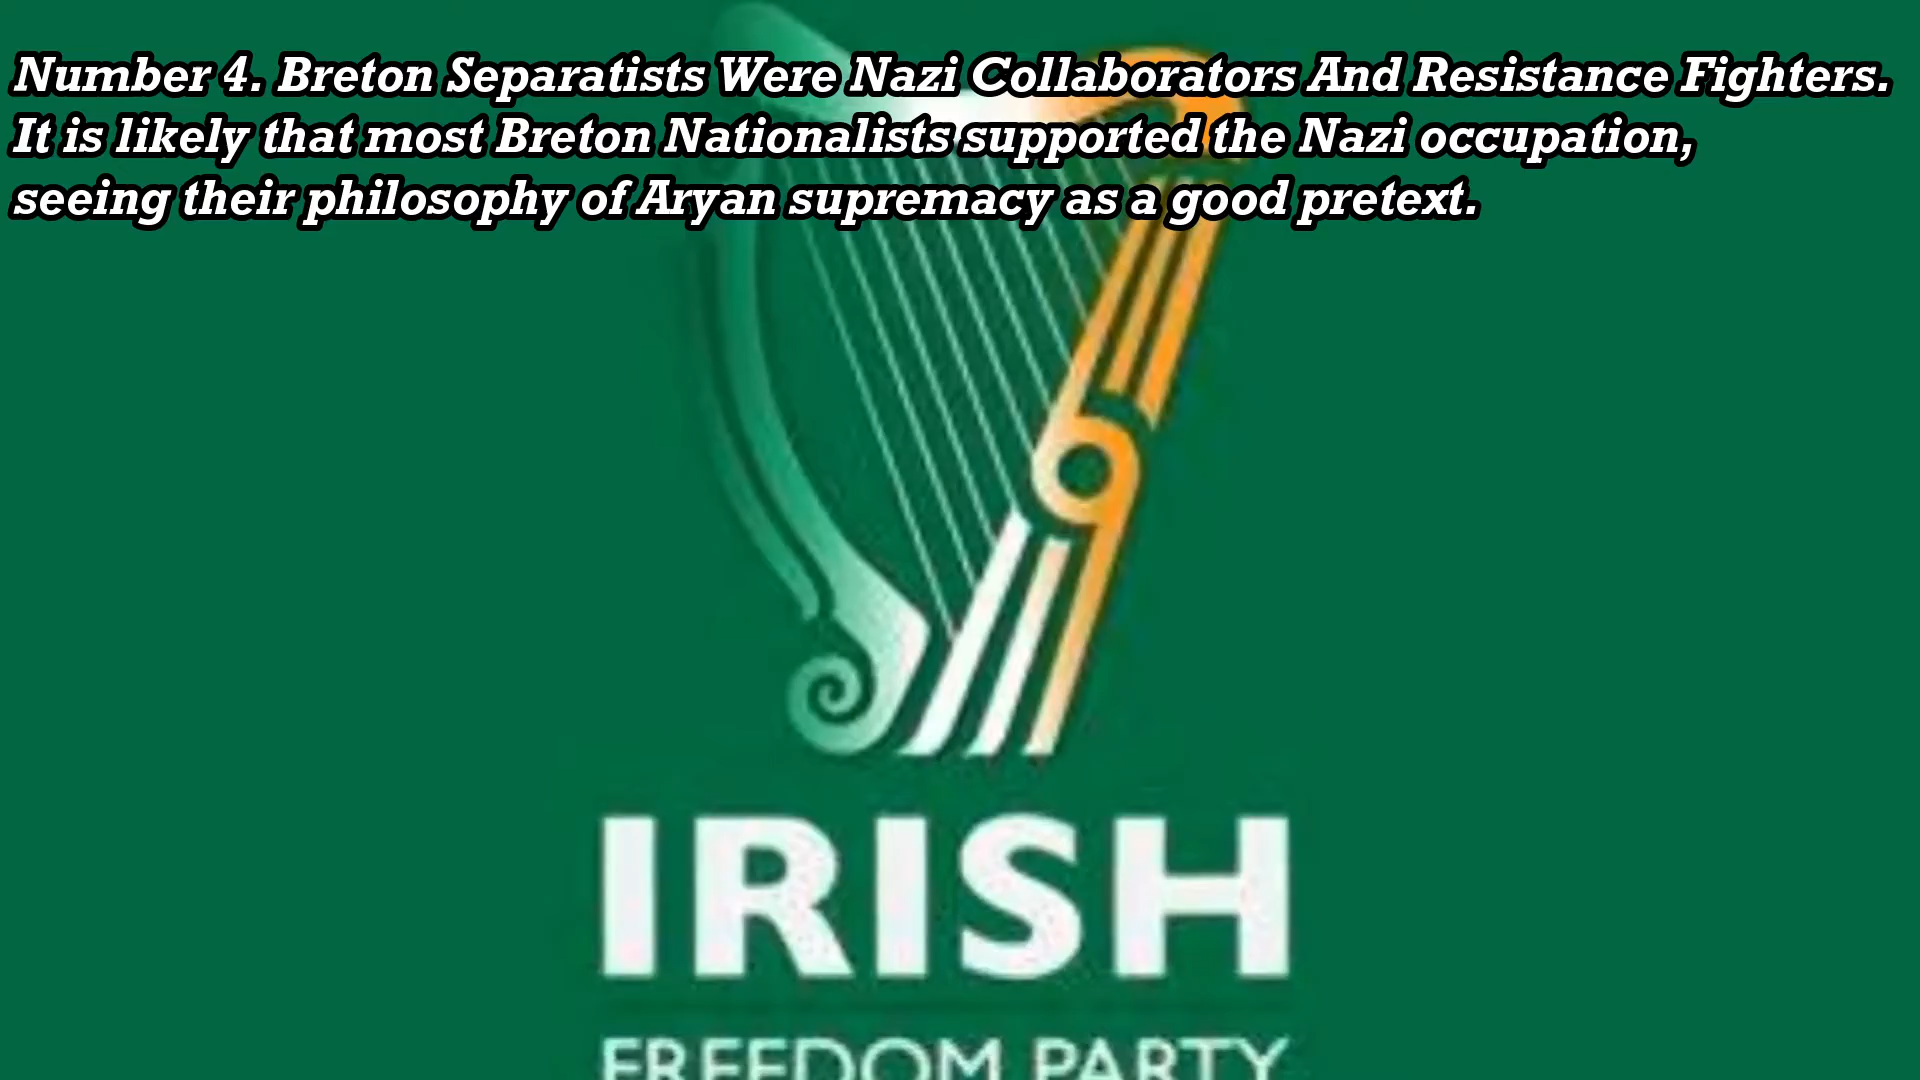 Number 4. Breton Separatists Were Nazi Collaborators And Resistance Fighters.
It is likely that most Breton Nationalists supported the Nazi occupation,
seeing their philosophy of Aryan supremacy as a good pretext.
IRISH
FREEDOM PARTY